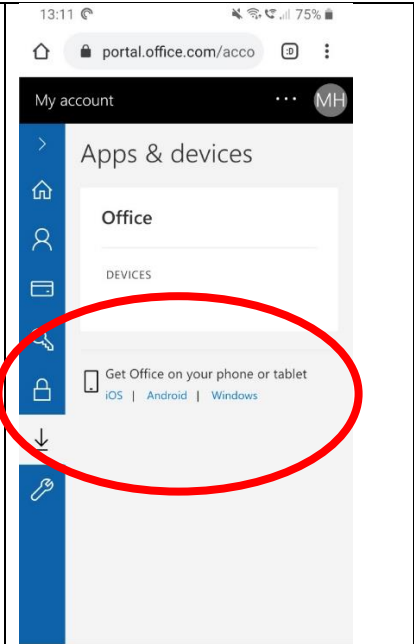 13:11 75%
portal.office.com/acco :D
My account ... MH
Apps & devices
Office
DEVICES
Get Office on your phone or tablet
iOS | Android | Windows